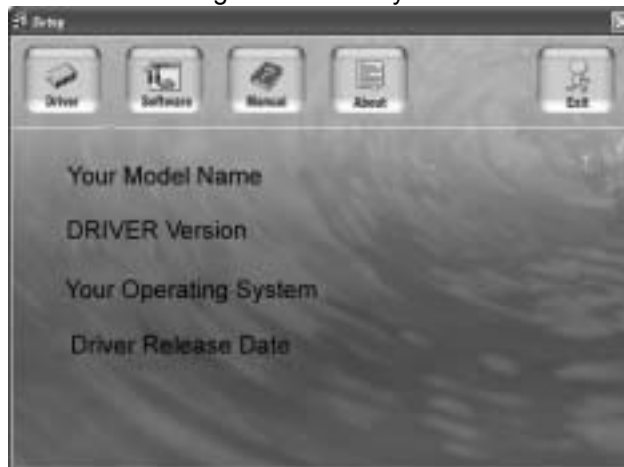 Setup
Driver Software Manual About Exit
Your Model Name
DRIVER Version
Your Operating System
Driver Release Date